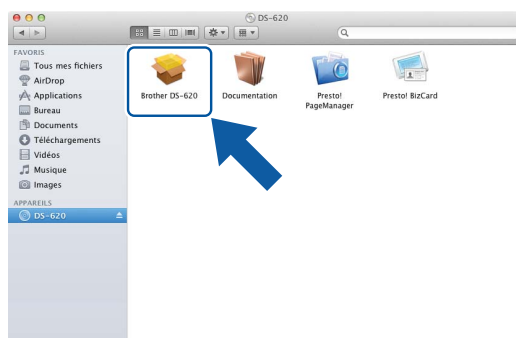 DS-620
FAVORIS
Tous mes fichiers
AirDrop
Applications
Bureau
Documents
Téléchargements
Vidéos
Musique
Images
APPAREILS
DS-620
Brother DS-620
Documentation
Presto!
PageManager
Presto! BizCard